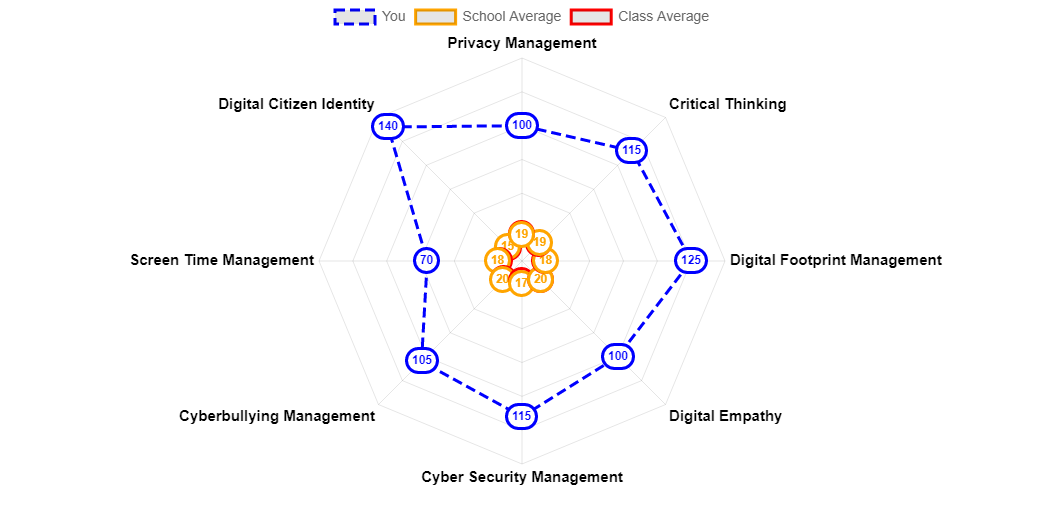 You School Average Class Average
Privacy Management
Digital Citizen Identity Critical Thinking
140 100 115
19
15 19
Screen Time Management 70 18 18 125 Digital Footprint Management
20 17 20
105 100
Cyberbullying Management 115 Digital Empathy
Cyber Security Management